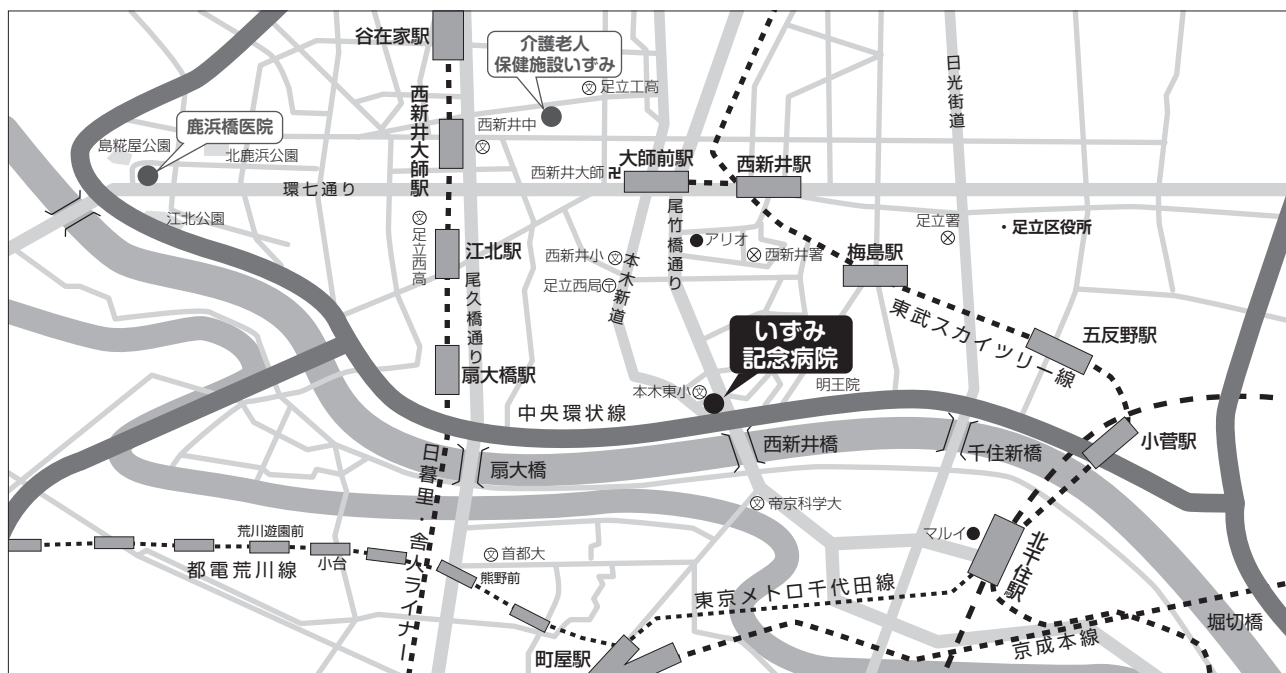 谷在家駅
介護老人
保健施設いずみ
足立工高
日光街道
鹿浜橋医院
西新井大師駅
西新井中
島糀屋公園
北鹿浜公園
西新井大師
大師前駅
西新井駅
環七通り
江北公園
足立西高
江北駅
尾久橋通り
西新井小
足立西局
本木新道
尾竹橋通り
アリオ
西新井署
足立署
・足立区役所
梅島駅
東武スカイツリー線
五反野駅
いずみ
記念病院
扇大橋駅
本木東小
明王院
中央環状線
小菅駅
扇大橋
西新井橋
千住新橋
日暮里・舎人ライナー
帝京科学大
マルイ
北千住駅
荒川遊園前
小台
都電荒川線
首都大
熊野前
東京メトロ千代田線
町屋駅
京成本線
堀切橋